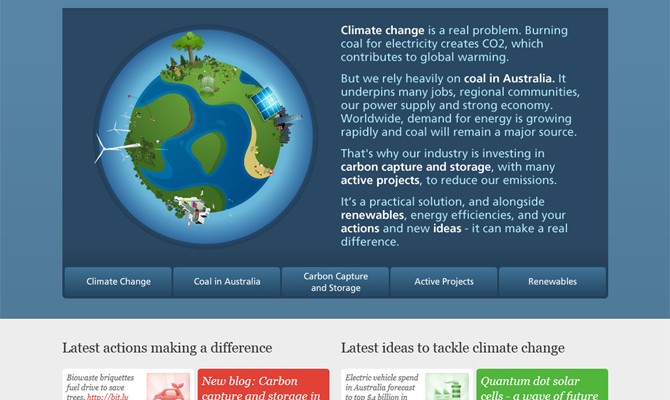 Climate change is a real problem. Burning
coal for electricity creates CO2, which
contributes to global warming.
But we rely heavily on coal in Australia. It
underpins many jobs, regional communities,
our power supply and strong economy.
Worldwide, demand for energy is growing
rapidly and coal will remain a major source.
That's why our industry is investing in
carbon capture and storage, with many
active projects, to reduce our emissions.
It's a practical solution, and alongside
renewables, energy efficiencies, and your
actions and new ideas - it can make a real
difference.
Climate Change
Coal in Australia
Carbon Capture
and Storage
Active Projects
Renewables
Latest actions making a difference
Biowaste briquettes
fuel drive to save
trees. http://bit.ly
New blog: Carbon
capture and storage in
Latest ideas to tackle climate change
Electric vehicle spend
in Australia forecast
to top $4 billion in
Quantum dot solar
cells - a wave of future